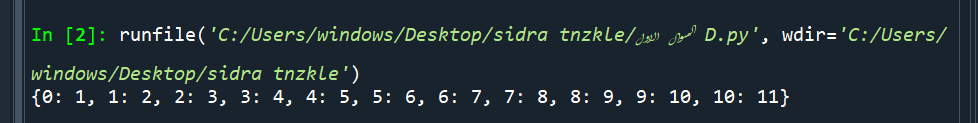 In [2]: runfile('C:/Users/windows/Desktop/sidra tnzkle/السؤال الاول D.py', wdir='C:/Users/
windows/Desktop/sidra tnzkle')
{0: 1, 1: 2, 2: 3, 3: 4, 4: 5, 5: 6, 6: 7, 7: 8, 8: 9, 9: 10, 10: 11}